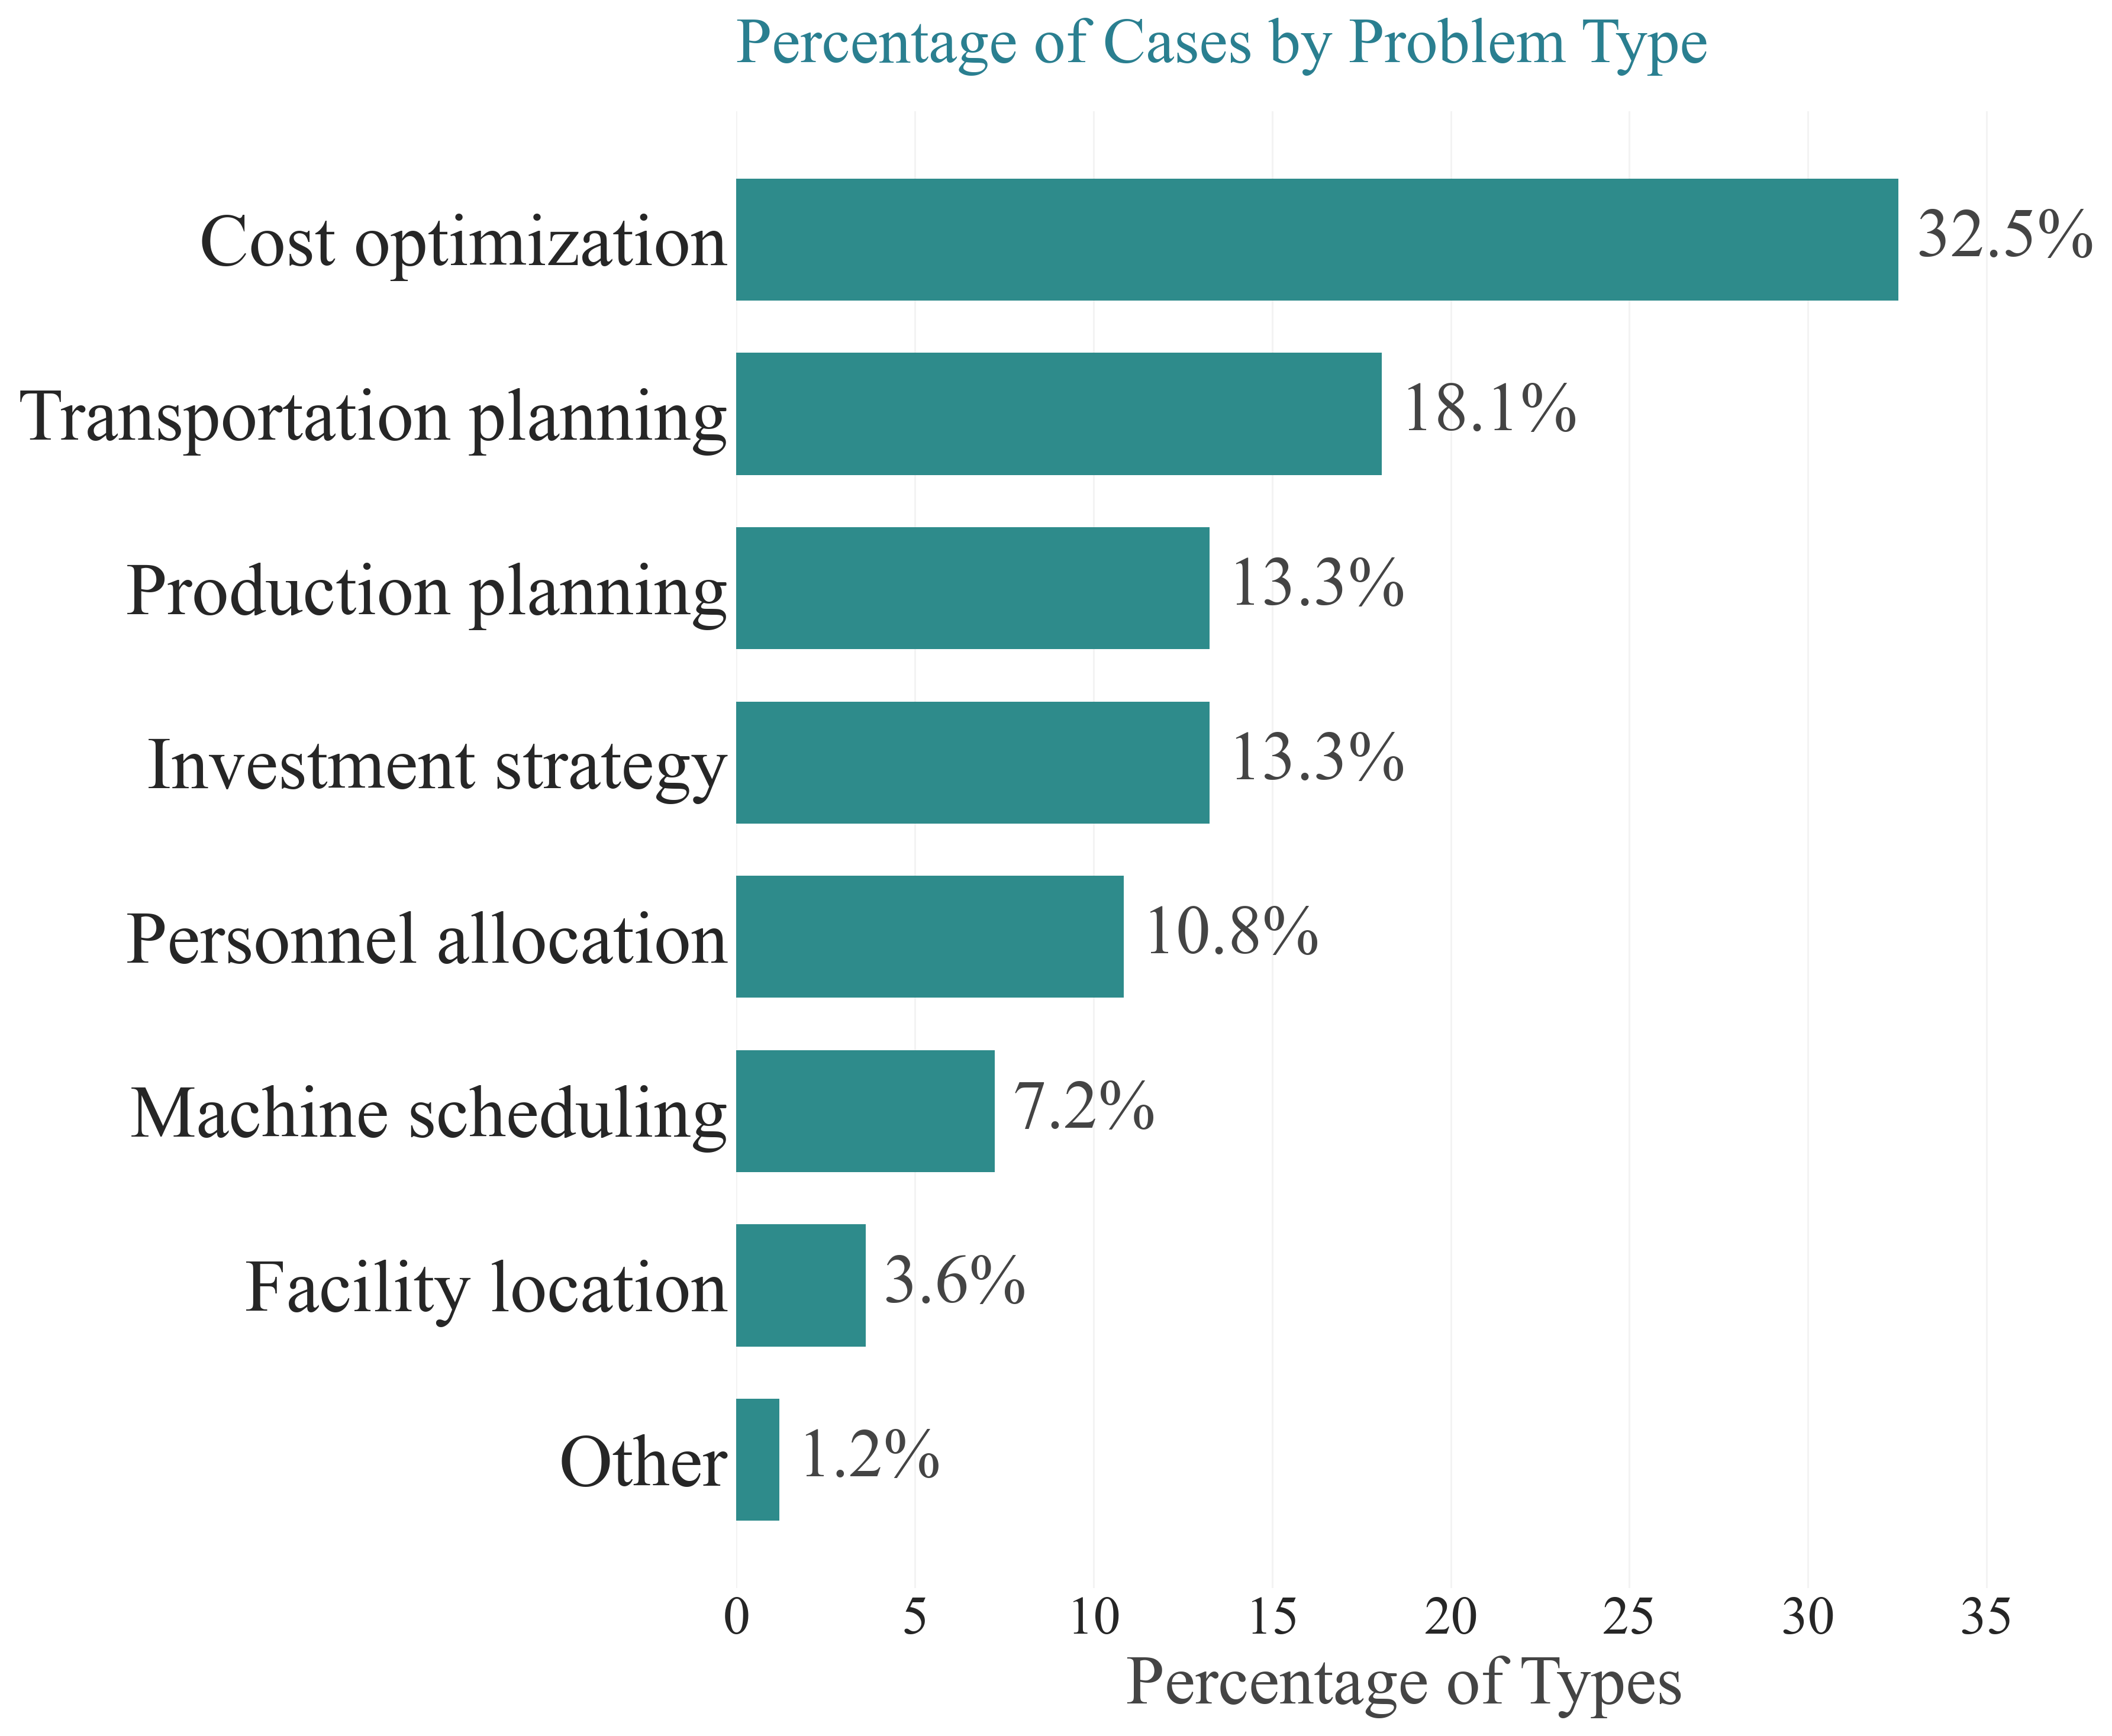 Percentage of Cases by Problem Type
Cost optimization 32.5%
Transportation planning 18.1%
Production planning 13.3%
Investment strategy 13.3%
Personnel allocation 10.8%
Machine scheduling 7.2%
Facility location 3.6%
Other 1.2%
0 5 10 15 20 25 30 35
Percentage of Types